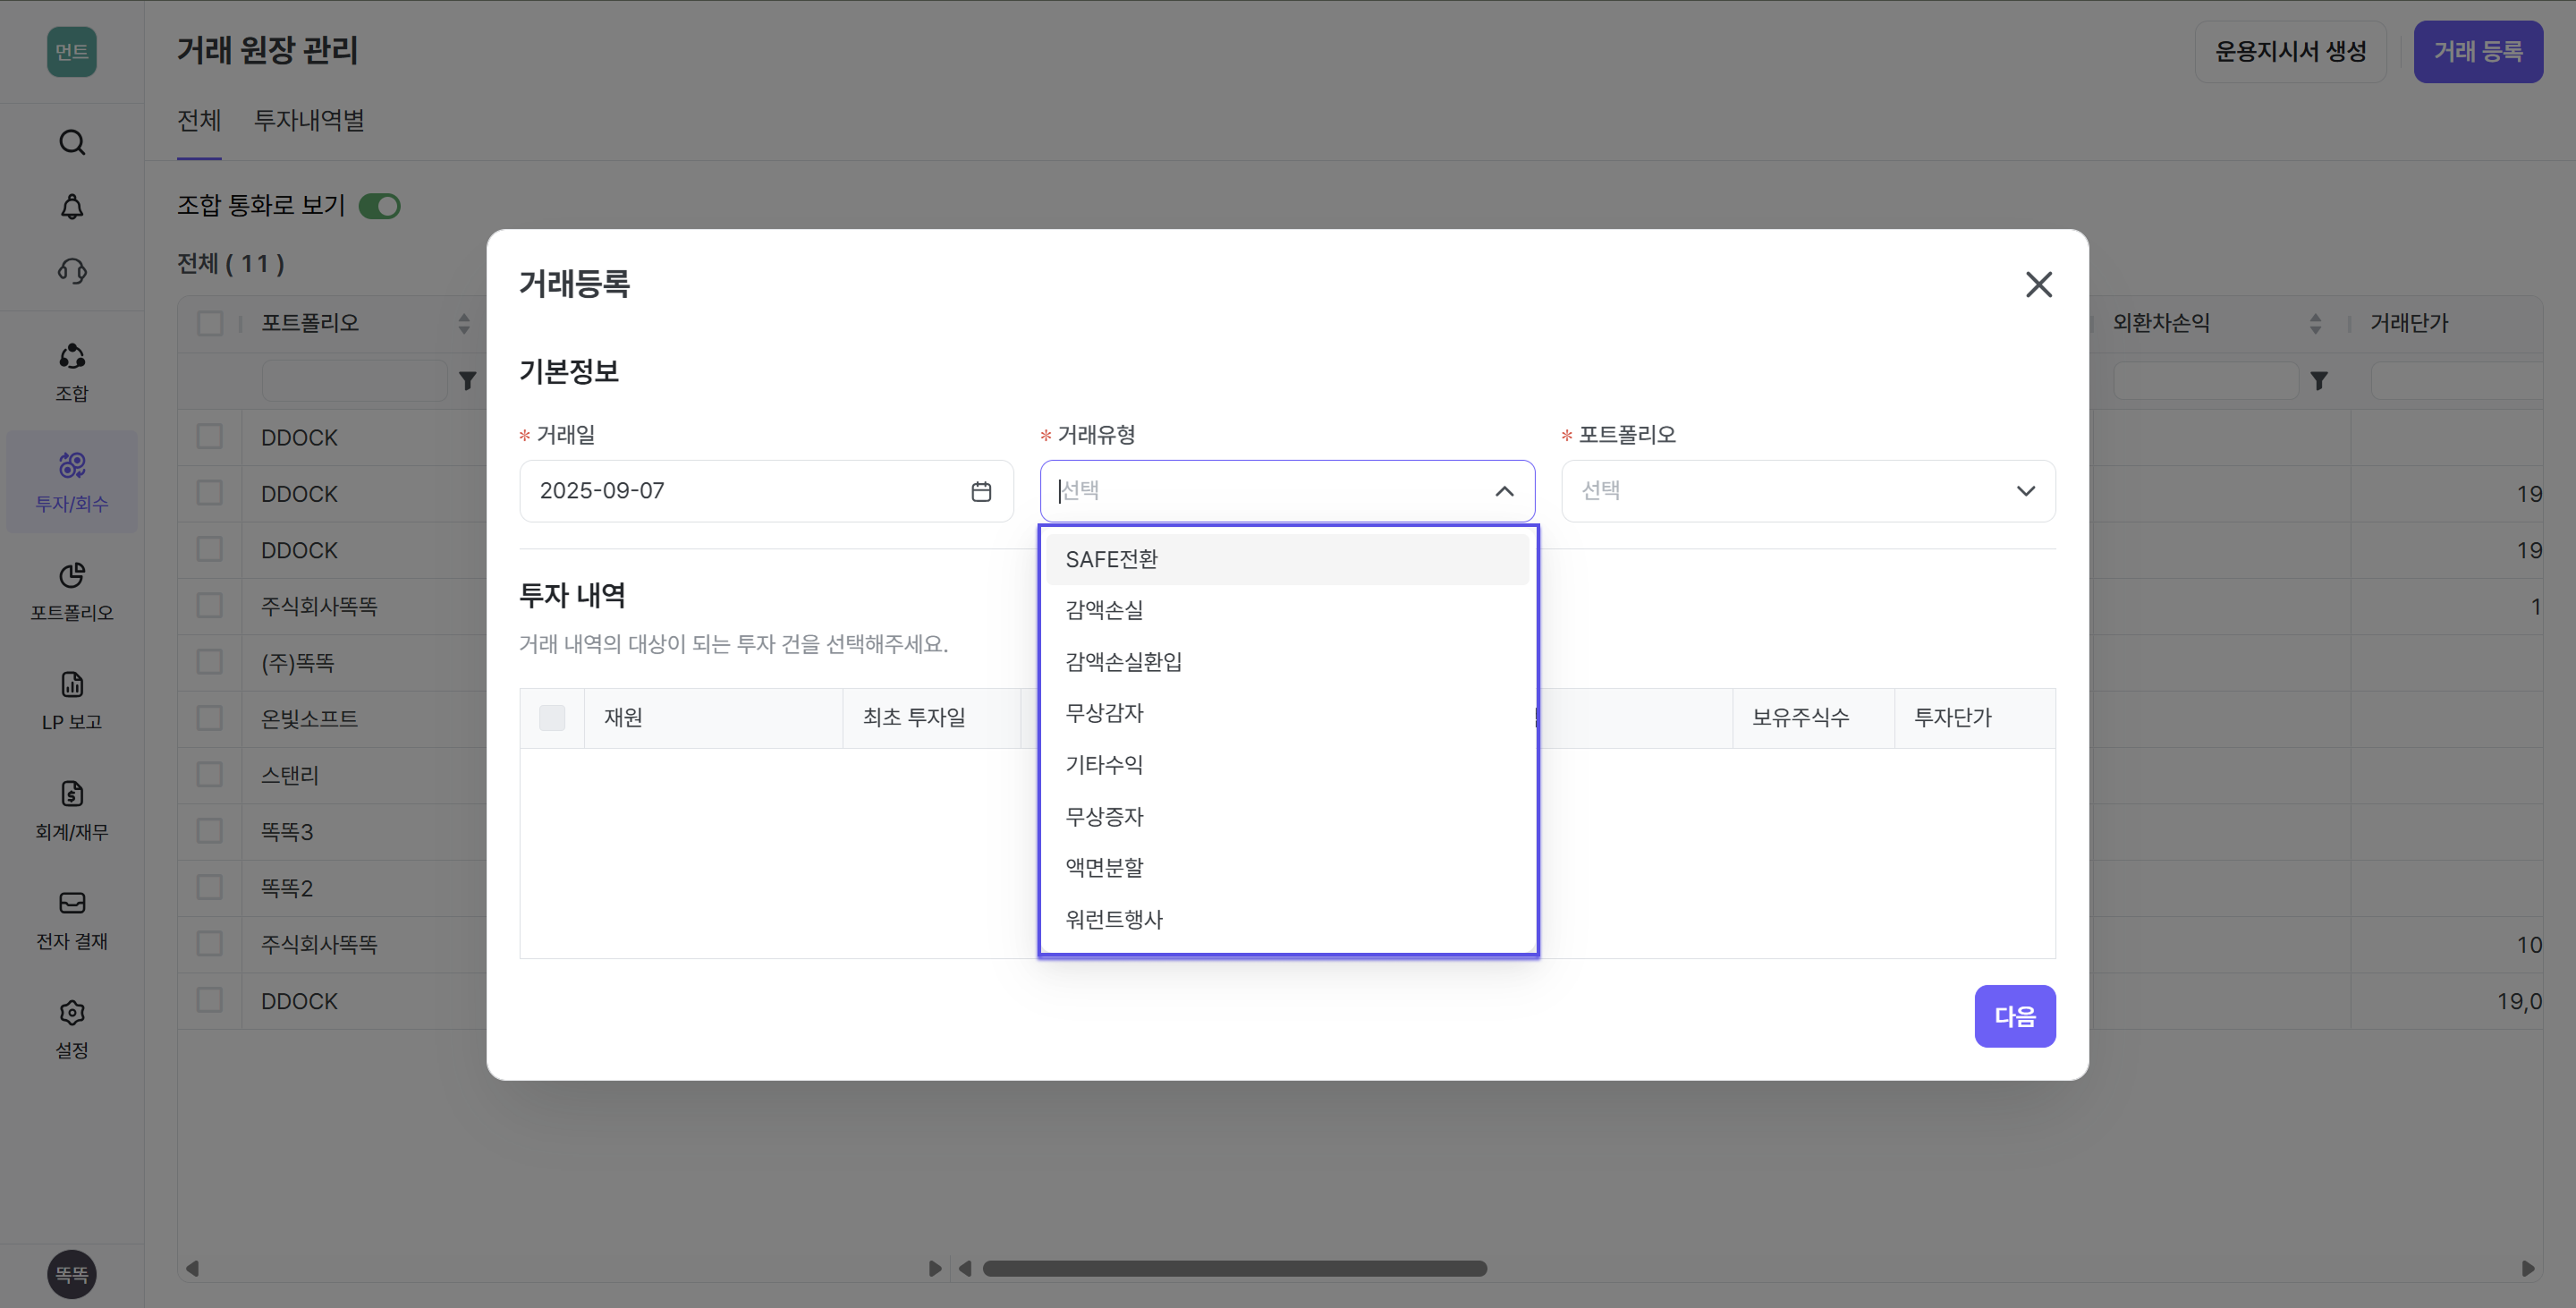 먼트
거래 원장 관리
운용지시서 생성
거래 등록
전체
투자내역별
조합 통화로 보기
전체 ( 11 )
포트폴리오
외환차손익
거래단가
DDOCK
DDOCK
19
DDOCK
19
주식회사똑똑
1
(주)똑똑
온빛소프트
스탠리
똑똑3
똑똑2
주식회사똑똑
10
DDOCK
19,0
조합
투자/회수
포트폴리오
LP 보고
회계/재무
전자 결재
설정
똑똑
거래등록
기본정보
* 거래일
* 거래유형
* 포트폴리오
2025-09-07
선택
선택
SAFE전환
감액손실
감액손실환입
무상감자
기타수익
무상증자
액면분할
워런트행사
투자 내역
거래 내역의 대상이 되는 투자 건을 선택해주세요.
재원
최초 투자일
보유주식수
투자단가
다음